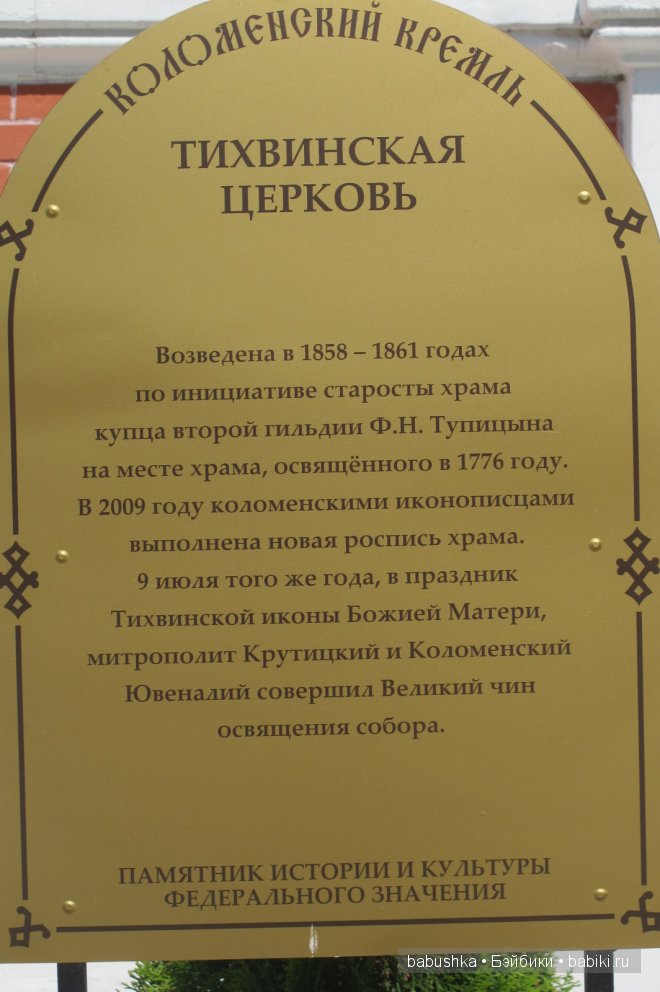 КОЛОМЕНСКИЙ КРЕМЛЬ
ТИХВИНСКАЯ
ЦЕРКОВЬ
Возведена в 1858 – 1861 годах
по инициативе старосты храма
купца второй гильдии Ф.Н. Тупицына
на месте храма, освящённого в 1776 году.
В 2009 году коломенскими иконописцами
выполнена новая роспись храма.
9 июля того же года, в праздник
Тихвинской иконы Божией Матери,
митрополит Крутицкий и Коломенский
Ювеналий совершил Великий чин
освящения собора.
ПАМЯТНИК ИСТОРИИ И КУЛЬТУРЫ
ФЕДЕРАЛЬНОГО ЗНАЧЕНИЯ
babushka • Бэйбики • babiki.ru